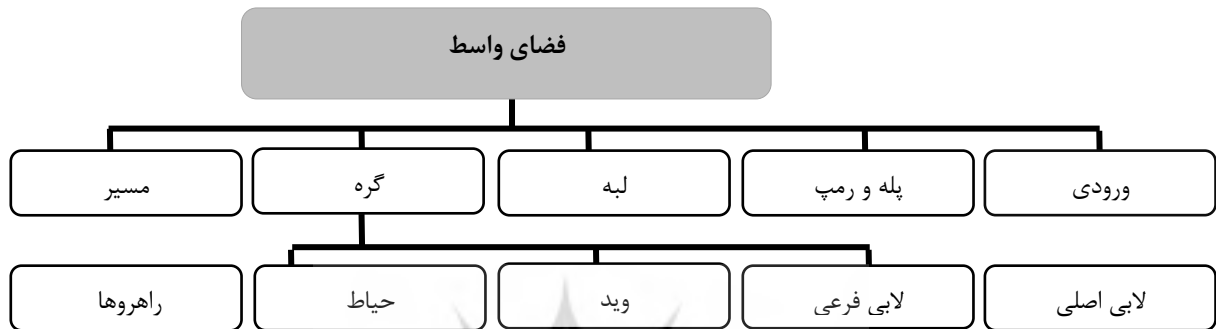 فضای واسط
ورودی
پله و رمپ
لبه
گره
مسیر
لابی اصلی
لابی فرعی
وید
حیاط
راهروها